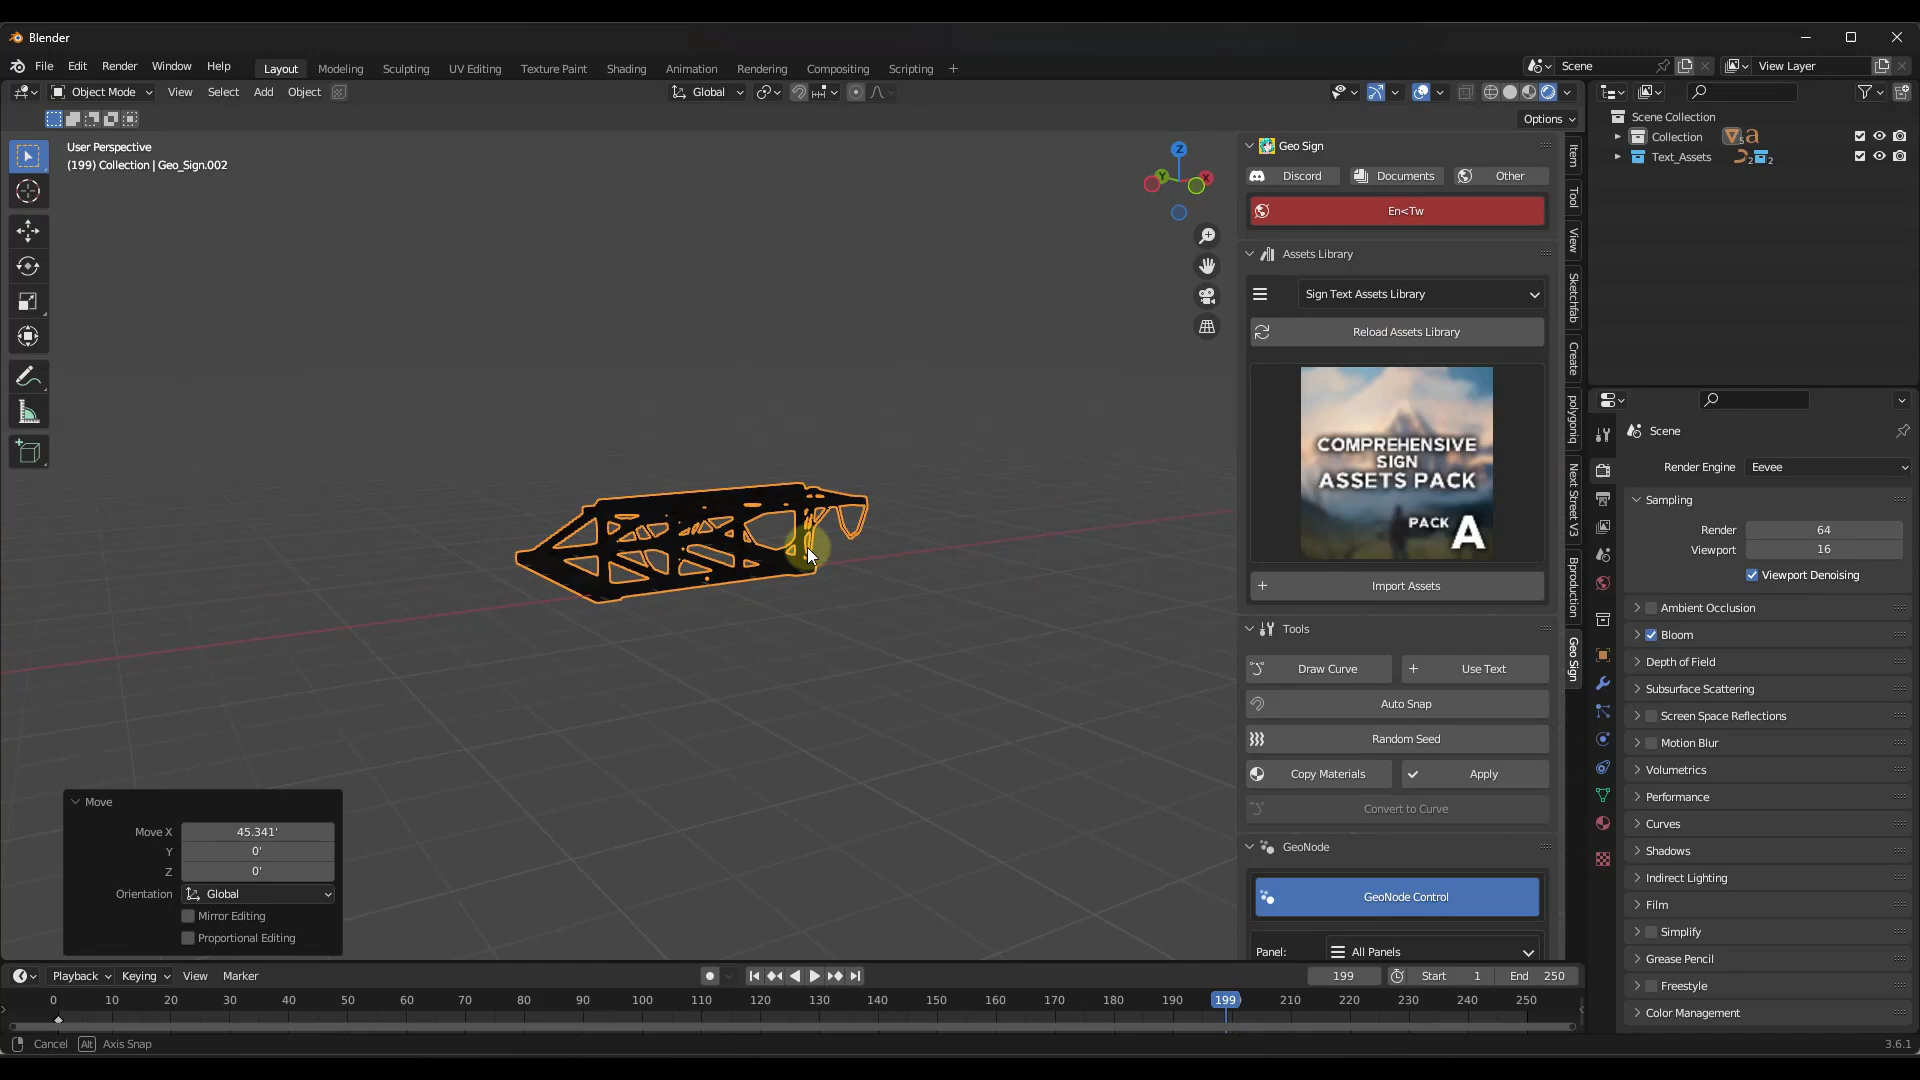 Blender
File Edit Render Window Help
Layout Modeling Sculpting UV Editing Texture Paint Shading Animation Rendering Compositing Scripting
Scene
View Layer
Object Mode View Select Add Object
Global
Options
User Perspective
(199) Collection | Geo_Sign.002
Z
Y
X
Geo Sign
Discord Documents Other
En<Tw
Assets Library
Sign Text Assets Library
Reload Assets Library
COMPREHENSIVE
SIGN
ASSETS PACK
PACK A
Import Assets
Tools
Draw Curve Use Text
Auto Snap
Random Seed
Copy Materials Apply
Convert to Curve
GeoNode
GeoNode Control
Panel: All Panels
Item
Tool
View
Sketchfab
Create
polygoniq
Next Street V3
Bproduction
Geo Sign
Scene Collection
Collection 5 a
Text_Assets 2 2
Scene
Render Engine Eevee
Sampling
Render 64
Viewport 16
Viewport Denoising
Ambient Occlusion
Bloom
Depth of Field
Subsurface Scattering
Screen Space Reflections
Motion Blur
Volumetrics
Performance
Curves
Shadows
Indirect Lighting
Film
Simplify
Grease Pencil
Freestyle
Color Management
Move
Move X 45.341'
Y 0'
Z 0'
Orientation Global
Mirror Editing
Proportional Editing
Playback Keying View Marker
199 Start 1 End 250
0 10 20 30 40 50 60 70 80 90 100 110 120 130 140 150 160 170 180 190 199 210 220 230 240 250
Cancel Alt Axis Snap
3.6.1